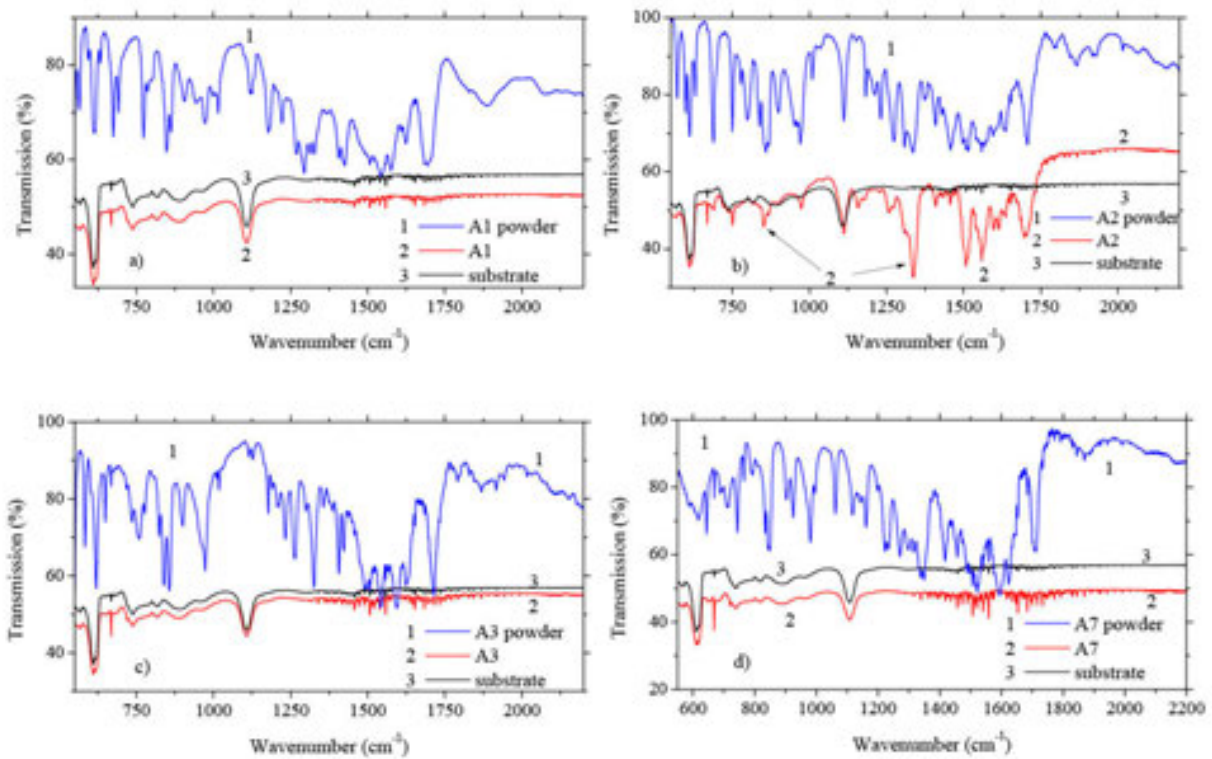 1
80
60
40
Transmission (%)
3
2
a)
1 A1 powder
2 A1
3 substrate
750 1000 1250 1500 1750 2000
Wavenumber (cm⁻¹)
100
80
60
40
Transmission (%)
1
2
3
1 A2 powder
2 A2
3 substrate
b)
2
2
750 1000 1250 1500 1750 2000
Wavenumber (cm⁻¹)
100
80
60
40
Transmission (%)
1
1
3
2
1 A3 powder
2 A3
3 substrate
c)
750 1000 1250 1500 1750 2000
Wavenumber (cm⁻¹)
100
80
60
40
20
Transmission (%)
1
1
3
3
2
2
1 A7 powder
2 A7
3 substrate
d)
600 800 1000 1200 1400 1600 1800 2000 2200
Wavenumber (cm⁻¹)